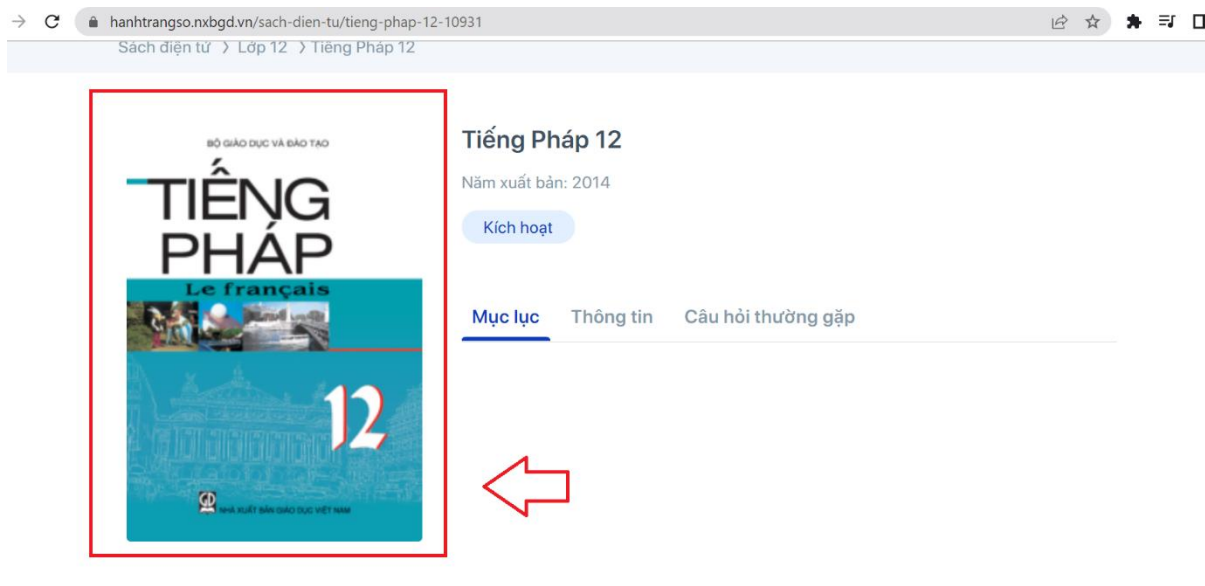 hanhtrangso.nxbgd.vn/sach-dien-tu/tieng-phap-12-10931
Sách điện tử > Lớp 12 > Tiếng Pháp 12
BỘ GIÁO DỤC VÀ ĐÀO TẠO
TIẾNG
PHÁP
Le français
12
NHÀ XUẤT BẢN GIÁO DỤC VIỆT NAM
Tiếng Pháp 12
Năm xuất bản: 2014
Kích hoạt
Mục lục Thông tin Câu hỏi thường gặp